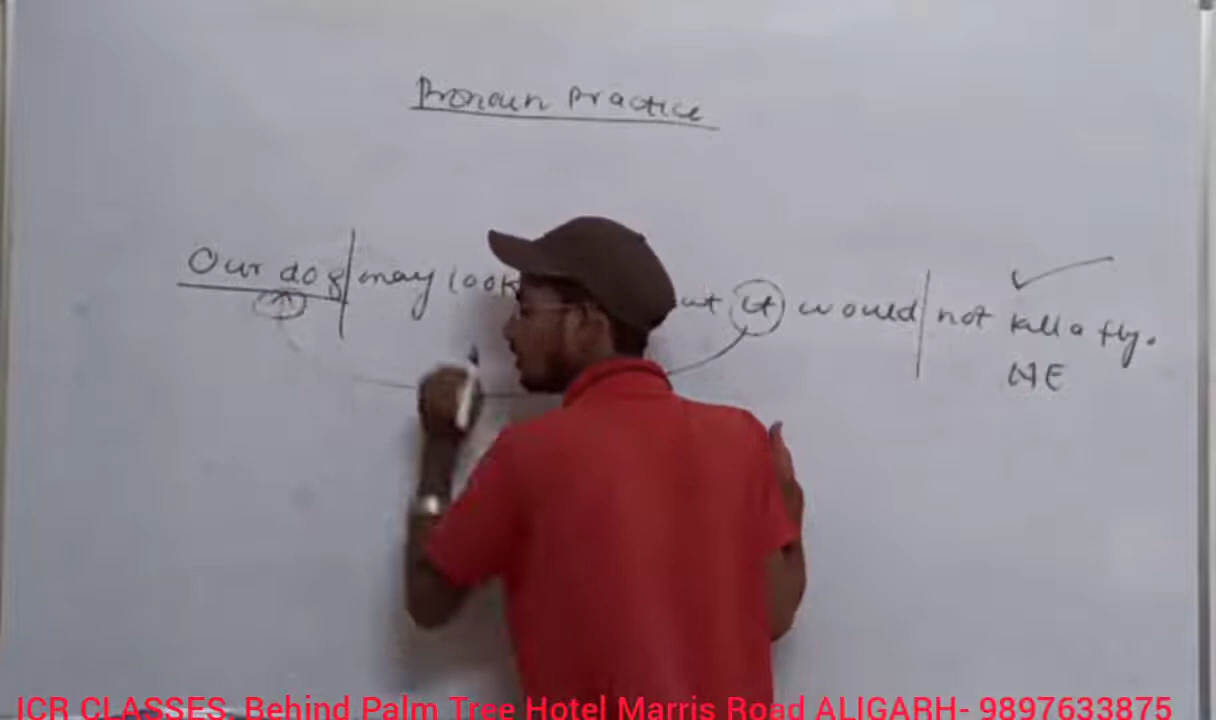 Pronoun Practice
Our dog/may look ut it would/not kill a fly.
NE
ICR CLASSES, Behind Palm Tree Hotel Marris Road ALIGARH- 9897633875